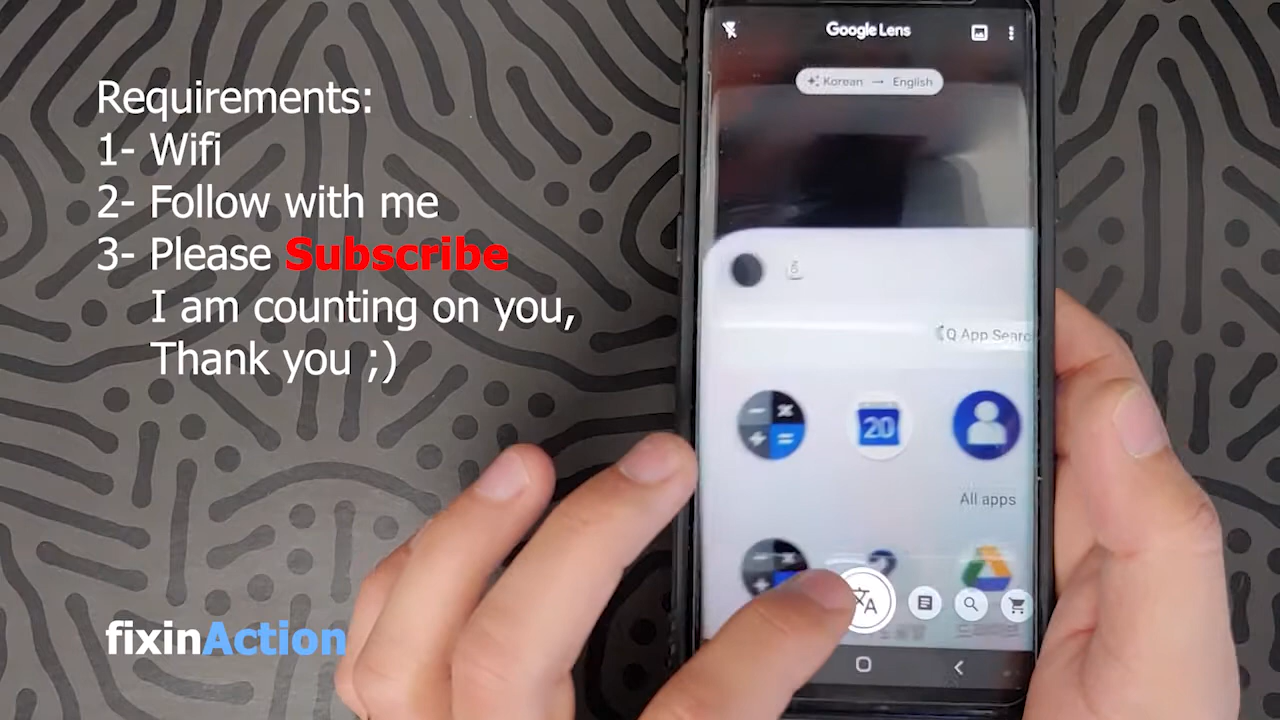 Requirements:
1- Wifi
2- Follow with me
3- Please Subscribe
I am counting on you,
Thank you ;)
fixinAction
Google Lens
Korean → English
Q App Searc
20
All apps